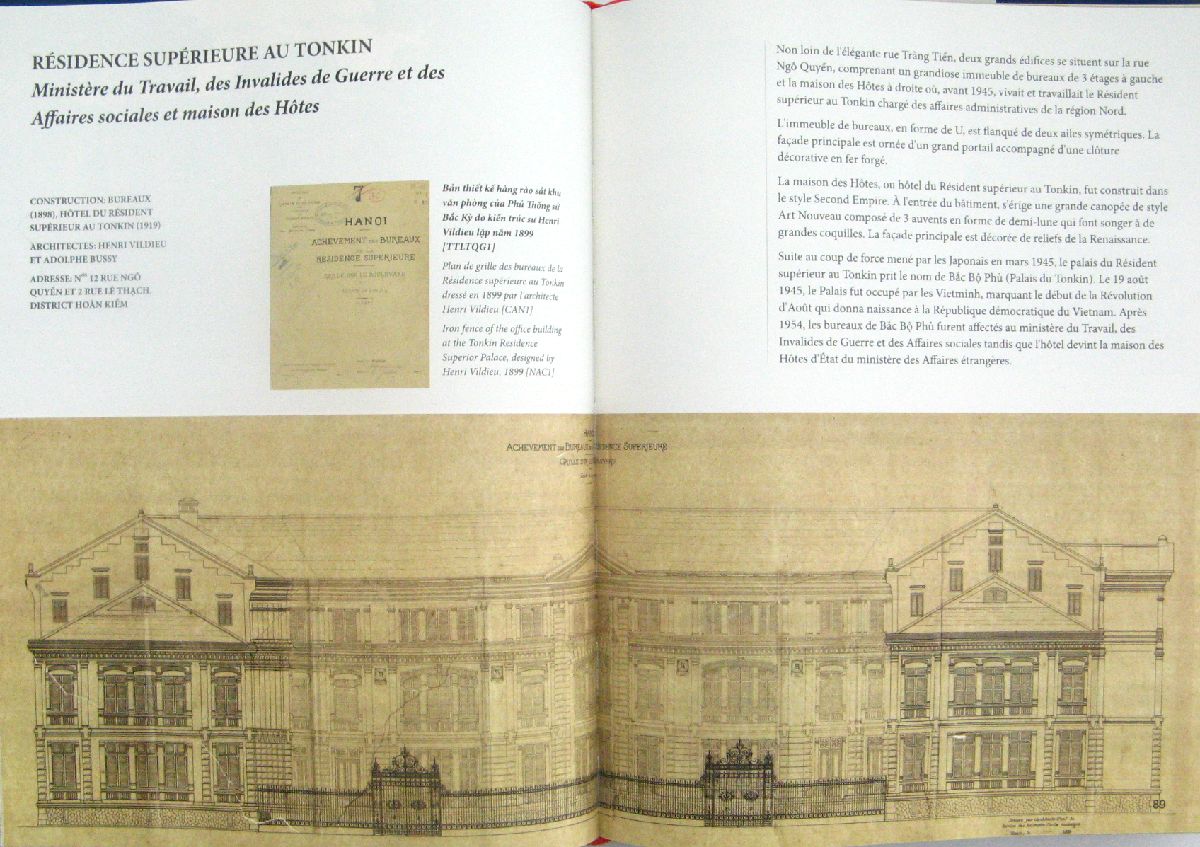 RÉSIDENCE SUPÉRIEURE AU TONKIN
Ministère du Travail, des Invalides de Guerre et des
Affaires sociales et maison des Hôtes
CONSTRUCTION: BUREAUX
(1898), HÔTEL DU RÉSIDENT
SUPÉRIEUR AU TONKIN (1919)
ARCHITECTES: HENRI VILDIEU
ET ADOLPHE BUSSY
ADRESSE: Nos 12 RUE NGÔ
QUYỀN ET 2 RUE LÊ THẠCH,
DISTRICT HOÀN KIẾM
7
HANOI
ACHÈVEMENT DES BUREAUX
RÉSIDENCE SUPÉRIEURE
GRILLE SUR LE BOULEVARD
Bản thiết kế hàng rào sắt khu
văn phòng của Phủ Thống sứ
Bắc Kỳ do kiến trúc sư Henri
Vildieu lập năm 1899
[TTLTQG1]
Plan de grille des bureaux de la
Résidence supérieure au Tonkin
dressé en 1899 par l'architecte
Henri Vildieu [CAN1]
Iron fence of the office building
at the Tonkin Residence
Superior Palace, designed by
Henri Vildieu, 1899 [NAC1]
Non loin de l'élégante rue Tràng Tiền, deux grands édifices se situent sur la rue
Ngô Quyền, comprenant un grandiose immeuble de bureaux de 3 étages à gauche
et la maison des Hôtes à droite où, avant 1945, vivait et travaillait le Résident
supérieur au Tonkin chargé des affaires administratives de la région Nord.
L'immeuble de bureaux, en forme de U, est flanqué de deux ailes symétriques. La
façade principale est ornée d'un grand portail accompagné d'une clôture
décorative en fer forgé.
La maison des Hôtes, ou hôtel du Résident supérieur au Tonkin, fut construit dans
le style Second Empire. À l'entrée du bâtiment, s'érige une grande canopée de style
Art Nouveau composé de 3 auvents en forme de demi-lune qui font songer à de
grandes coquilles. La façade principale est décorée de reliefs de la Renaissance.
Suite au coup de force mené par les Japonais en mars 1945, le palais du Résident
supérieur au Tonkin prit le nom de Bắc Bộ Phủ (Palais du Tonkin). Le 19 août
1945, le Palais fut occupé par les Vietminh, marquant le début de la Révolution
d'Août qui donna naissance à la République démocratique du Vietnam. Après
1954, les bureaux de Bắc Bộ Phủ furent affectés au ministère du Travail, des
Invalides de Guerre et des Affaires sociales tandis que l'hôtel devint la maison des
Hôtes d'État du ministère des Affaires étrangères.
ACHÈVEMENT DES BUREAUX RÉSIDENCE SUPÉRIEURE
89